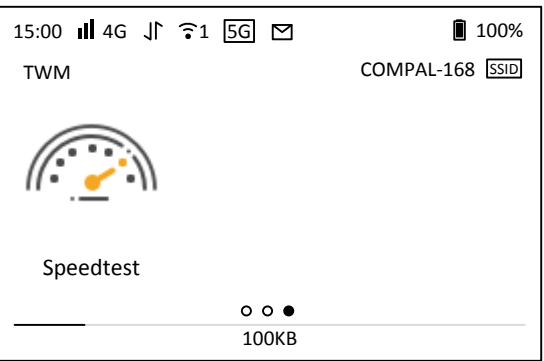 15:00 4G 1 5G 100%
TWM COMPAL-168 SSID
Speedtest
100KB